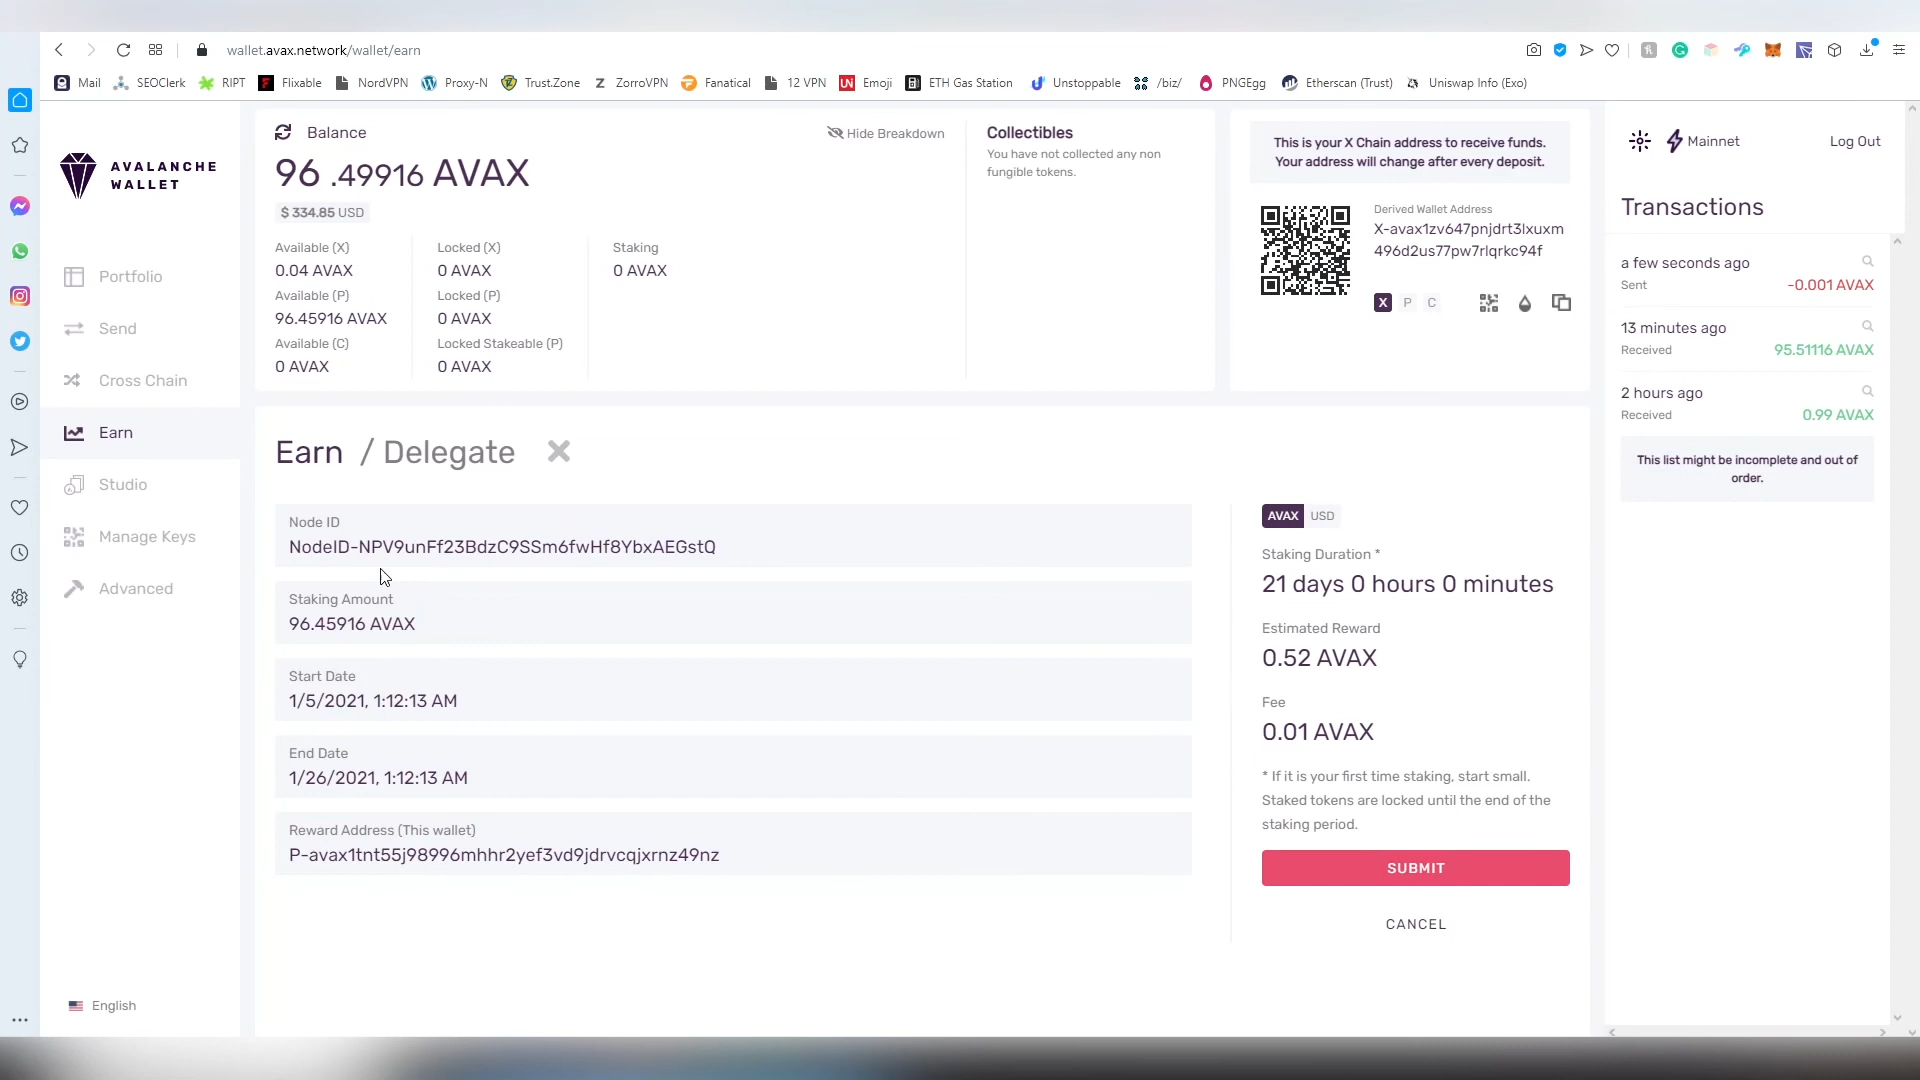 wallet.avax.network/wallet/earn
Mail SEOClerk RIPT Flixable NordVPN Proxy-N Trust.Zone ZorroVPN Fanatical 12 VPN Emoji ETH Gas Station Unstoppable /biz/ PNGEgg Etherscan (Trust) Uniswap Info (Exo)
AVALANCHE
WALLET
Portfolio
Send
Cross Chain
Earn
Studio
Manage Keys
Advanced
English
Balance
Hide Breakdown
96 .49916 AVAX
$ 334.85 USD
Available (X)
0.04 AVAX
Available (P)
96.45916 AVAX
Available (C)
0 AVAX
Locked (X)
0 AVAX
Locked (P)
0 AVAX
Locked Stakeable (P)
0 AVAX
Staking
0 AVAX
Collectibles
You have not collected any non
fungible tokens.
This is your X Chain address to receive funds.
Your address will change after every deposit.
Derived Wallet Address
X-avax1zv647pnjdrt3lxuxm
496d2us77pw7rlqrkc94f
X P C
Earn / Delegate
Node ID
NodeID-NPV9unFf23BdzC9SSm6fwHf8YbxAEGstQ
Staking Amount
96.45916 AVAX
Start Date
1/5/2021, 1:12:13 AM
End Date
1/26/2021, 1:12:13 AM
Reward Address (This wallet)
P-avax1tnt55j98996mhhr2yef3vd9jdrvcqjxrnz49nz
AVAX USD
Staking Duration *
21 days 0 hours 0 minutes
Estimated Reward
0.52 AVAX
Fee
0.01 AVAX
* If it is your first time staking, start small.
Staked tokens are locked until the end of the
staking period.
SUBMIT
CANCEL
Mainnet
Log Out
Transactions
a few seconds ago
Sent -0.001 AVAX
13 minutes ago
Received 95.51116 AVAX
2 hours ago
Received 0.99 AVAX
This list might be incomplete and out of
order.